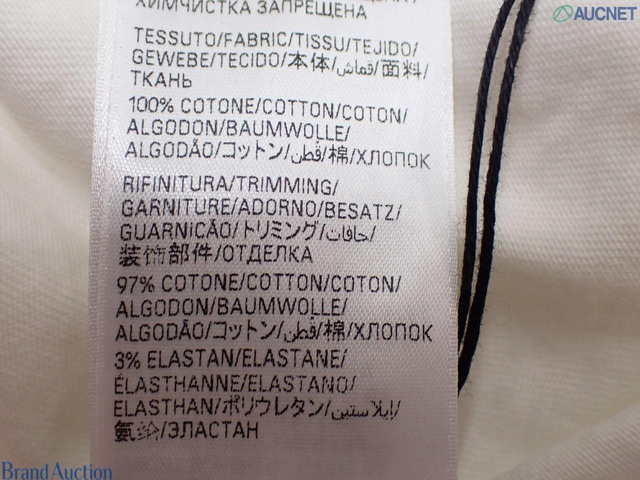 ХИМЧИСТКА ЗАПРЕЩЕНА
TESSUTO/FABRIC/TISSU/TEJIDO/
GEWEBE/TECIDO/本体/قماش/面料/
ТКАНЬ
100% COTONE/COTTON/COTON/
ALGODON/BAUMWOLLE/
ALGODÃO/コットン/قطن/棉/ХЛОПОК
RIFINITURA/TRIMMING/
GARNITURE/ADORNO/BESATZ/
GUARNICÃO/トリミング/حافات/
装饰部件/ОТДЕЛКА
97% COTONE/COTTON/COTON/
ALGODON/BAUMWOLLE/
ALGODÃO/コットン/قطن/棉/ХЛОПОК
3% ELASTAN/ELASTANE/
ÉLASTHANNE/ELASTANO/
ELASTHAN/ポリウレタン/إيلاستين/
氨纶/ЭЛАСТАН
AUCNET
Brand Auction